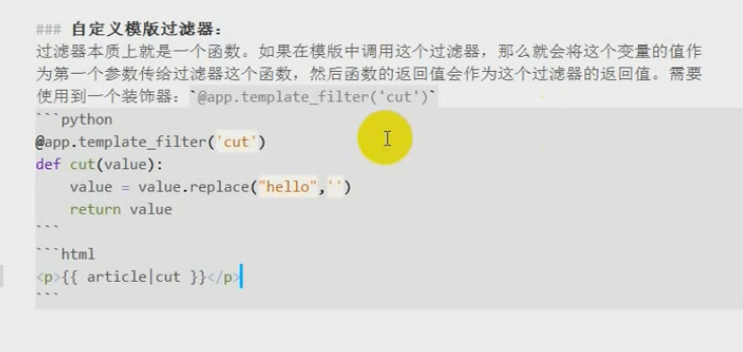 ### 自定义模版过滤器：
过滤器本质上就是一个函数。如果在模版中调用这个过滤器，那么就会将这个变量的值作
为第一个参数传给过滤器这个函数，然后函数的返回值会作为这个过滤器的返回值。需要
使用到一个装饰器：`@app.template_filter('cut')`
```python
@app.template_filter('cut')
def cut(value):
    value = value.replace("hello",'')
    return value
```
```html
<p>{{ article|cut }}</p>
```